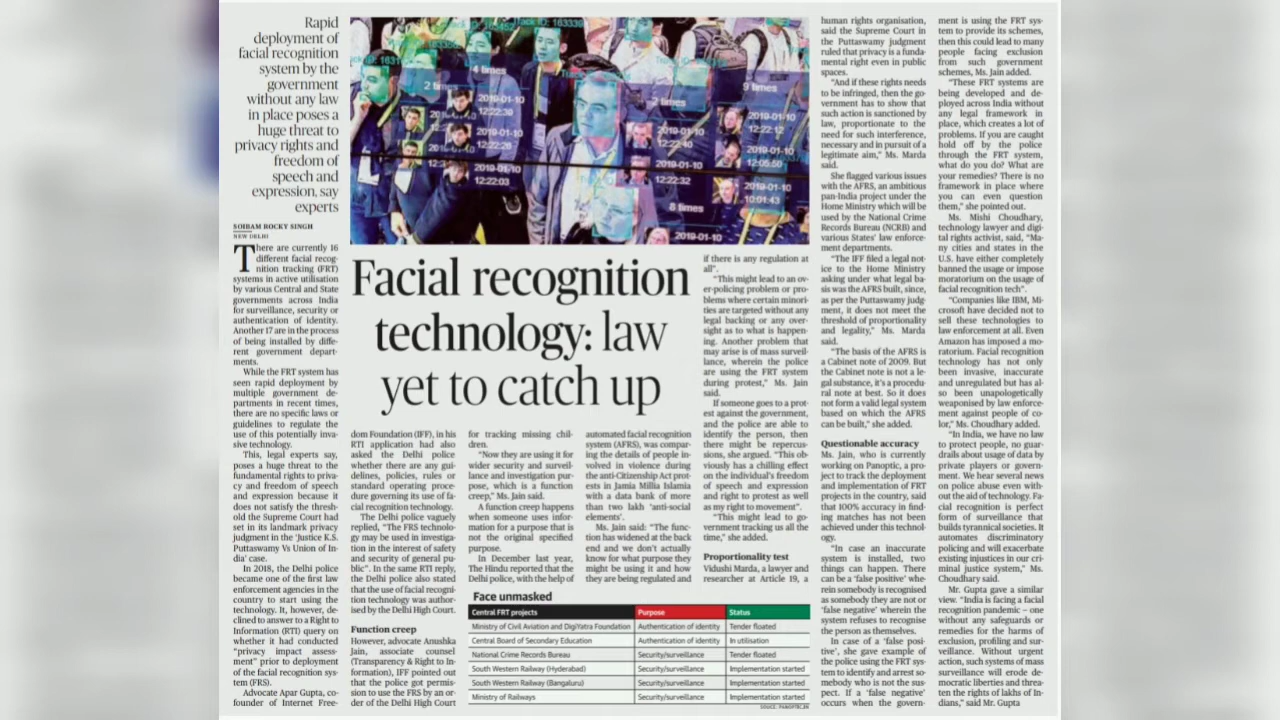 Rapid
deployment of
facial recognition
system by the
government
without any law
in place poses a
huge threat to
privacy rights and
freedom of
speech and
expression, say
experts
SOIBAM ROCKY SINGH
NEW DELHI
There are currently 16
different facial recog-
nition tracking (FRT)
systems in active utilisation
by various Central and State
governments across India
for surveillance, security or
authentication of identity.
Another 17 are in the process
of being installed by diffe-
rent government depart-
ments.
While the FRT system has
seen rapid deployment by
multiple government de-
partments in recent times,
there are no specific laws or
guidelines to regulate the
use of this potentially inva-
sive technology.
This, legal experts say,
poses a huge threat to the
fundamental rights to priva-
cy and freedom of speech
and expression because it
does not satisfy the thresh-
old the Supreme Court had
set in its landmark privacy
judgment in the 'Justice K.S.
Puttaswamy Vs Union of In-
dia' case.
In 2018, the Delhi police
became one of the first law
enforcement agencies in the
country to start using the
technology. It, however, de-
clined to answer to a Right to
Information (RTI) query on
whether it had conducted
"privacy impact assess-
ment" prior to deployment
of the facial recognition sys-
tem (FRS).
Advocate Apar Gupta, co-
founder of Internet Free-
4 times
2 times
2 times
9 times
8 times
2019-01-10
12:22:39
2019-01-10
12:22:26
2019-01-10
12:22:03
2019-01-10
12:22:40
2019-01-10
12:22:32
2019-01-10
12:22:12
2019-01-10
12:05:50
2019-01-10
10:01:43
2019-01-10
Facial recognition
technology: law
yet to catch up
dom Foundation (IFF), in his
RTI application had also
asked the Delhi police
whether there are any gui-
delines, policies, rules or
standard operating proce-
dure governing its use of fa-
cial recognition technology.
The Delhi police vaguely
replied, "The FRS technolo-
gy may be used in investiga-
tion in the interest of safety
and security of general pu-
blic". In the same RTI reply,
the Delhi police also stated
that the use of facial recogni-
tion technology was author-
ised by the Delhi High Court.
Function creep
However, advocate Anushka
Jain, associate counsel
(Transparency & Right to In-
formation), IFF pointed out
that the police got permis-
sion to use the FRS by an or-
der of the Delhi High Court
for tracking missing chil-
dren.
"Now they are using it for
wider security and surveil-
lance and investigation pur-
pose, which is a function
creep," Ms. Jain said.
A function creep happens
when someone uses infor-
mation for a purpose that is
not the original specified
purpose.
In December last year,
The Hindu reported that the
Delhi police, with the help of
automated facial recognition
system (AFRS), was compar-
ing the details of people in-
volved in violence during
the anti-Citizenship Act prot-
ests in Jamia Millia Islamia
with a data bank of more
than two lakh 'anti-social
elements'.
Ms. Jain said: "The func-
tion has widened at the back
end and we don't actually
know for what purpose they
might be using it and how
they are being regulated and
if there is any regulation at
all".
"This might lead to an ov-
er-policing problem or pro-
blems where certain minori-
ties are targeted without any
legal backing or any over-
sight as to what is happen-
ing. Another problem that
may arise is of mass surveil-
lance, wherein the police
are using the FRT system
during protest," Ms. Jain
said.
If someone goes to a prot-
est against the government,
and the police are able to
identify the person, then
there might be repercus-
sions, she argued. "This ob-
viously has a chilling effect
on the individual's freedom
of speech and expression
and right to protest as well
as my right to movement".
"This might lead to go-
vernment tracking us all the
time," she added.
Proportionality test
Vidushi Marda, a lawyer and
researcher at Article 19, a
human rights organisation,
said the Supreme Court in
the Puttaswamy judgment
ruled that privacy is a funda-
mental right even in public
spaces.
"And if these rights needs
to be infringed, then the go-
vernment has to show that
such action is sanctioned by
law, proportionate to the
need for such interference,
necessary and in pursuit of a
legitimate aim," Ms. Marda
said.
She flagged various issues
with the AFRS, an ambitious
pan-India project under the
Home Ministry which will be
used by the National Crime
Records Bureau (NCRB) and
various States' law enforce-
ment departments.
"The IFF filed a legal not-
ice to the Home Ministry
asking under what legal ba-
sis was the AFRS built, since,
as per the Puttaswamy judg-
ment, it does not meet the
threshold of proportionality
and legality," Ms. Marda
said.
"The basis of the AFRS is
a Cabinet note of 2009. But
the Cabinet note is not a le-
gal substance, it's a procedu-
ral note at best. So it does
not form a valid legal system
based on which the AFRS
can be built," she added.
Questionable accuracy
Ms. Jain, who is currently
working on Panoptic, a pro-
ject to track the deployment
and implementation of FRT
projects in the country, said
that 100% accuracy in find-
ing matches has not been
achieved under this technol-
ogy.
"In case an inaccurate
system is installed, two
things can happen. There
can be a 'false positive' whe-
rein somebody is recognised
as somebody they are not or
'false negative' wherein the
system refuses to recognise
the person as themselves.
In case of a 'false posi-
tive', she gave example of
the police using the FRT sys-
tem to identify and arrest so-
mebody who is not the sus-
pect. If a 'false negative'
occurs when the govern-
ment is using the FRT sys-
tem to provide its schemes,
then this could lead to many
people facing exclusion
from such government
schemes, Ms. Jain added.
"These FRT systems are
being developed and de-
ployed across India without
any legal framework in
place, which creates a lot of
problems. If you are caught
hold off by the police
through the FRT system,
what do you do? What are
your remedies? There is no
framework in place where
you can even question
them," she pointed out.
Ms. Mishi Choudhary,
technology lawyer and digi-
tal rights activist, said, "Ma-
ny cities and states in the
U.S. have either completely
banned the usage or impose
moratorium on the usage of
facial recognition tech".
"Companies like IBM, Mi-
crosoft have decided not to
sell these technologies to
law enforcement at all. Even
Amazon has imposed a mo-
ratorium. Facial recognition
technology has not only
been invasive, inaccurate
and unregulated but has al-
so been unapologetically
weaponised by law enforce-
ment against people of co-
lor," Ms. Choudhary added.
"In India, we have no law
to protect people, no guar-
drails about usage of data by
private players or govern-
ment. We hear several news
on police abuse even with-
out the aid of technology. Fa-
cial recognition is perfect
form of surveillance that
builds tyrannical societies. It
automates discriminatory
policing and will exacerbate
existing injustices in our cri-
minal justice system," Ms.
Choudhary said.
Mr. Gupta gave a similar
view. "India is facing a facial
recognition pandemic – one
without any safeguards or
remedies for the harms of
exclusion, profiling and sur-
veillance. Without urgent
action, such systems of mass
surveillance will erode de-
mocratic liberties and threa-
ten the rights of lakhs of In-
dians," said Mr. Gupta
Face unmasked
Central FRT projects Purpose Status
Ministry of Civil Aviation and DigiYatra Foundation Authentication of identity Tender floated
Central Board of Secondary Education Authentication of identity In utilisation
National Crime Records Bureau Security/surveillance Tender floated
South Western Railway (Hyderabad) Security/surveillance Implementation started
South Western Railway (Bangaluru) Security/surveillance Implementation started
Ministry of Railways Security/surveillance Implementation started
SOURCE: PANOPTIC.IN